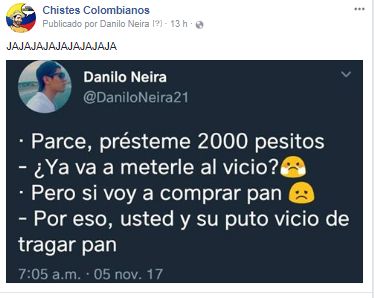 Chistes Colombianos
Publicado por Danilo Neira [?] · 13 h ·
JAJAJAJAJAJAJAJAJA
Danilo Neira
@DaniloNeira21
· Parce, présteme 2000 pesitos
- ¿Ya va a meterle al vicio?😤
· Pero si voy a comprar pan ☹️
- Por eso, usted y su puto vicio de
tragar pan
7:05 a.m. · 05 nov. 17